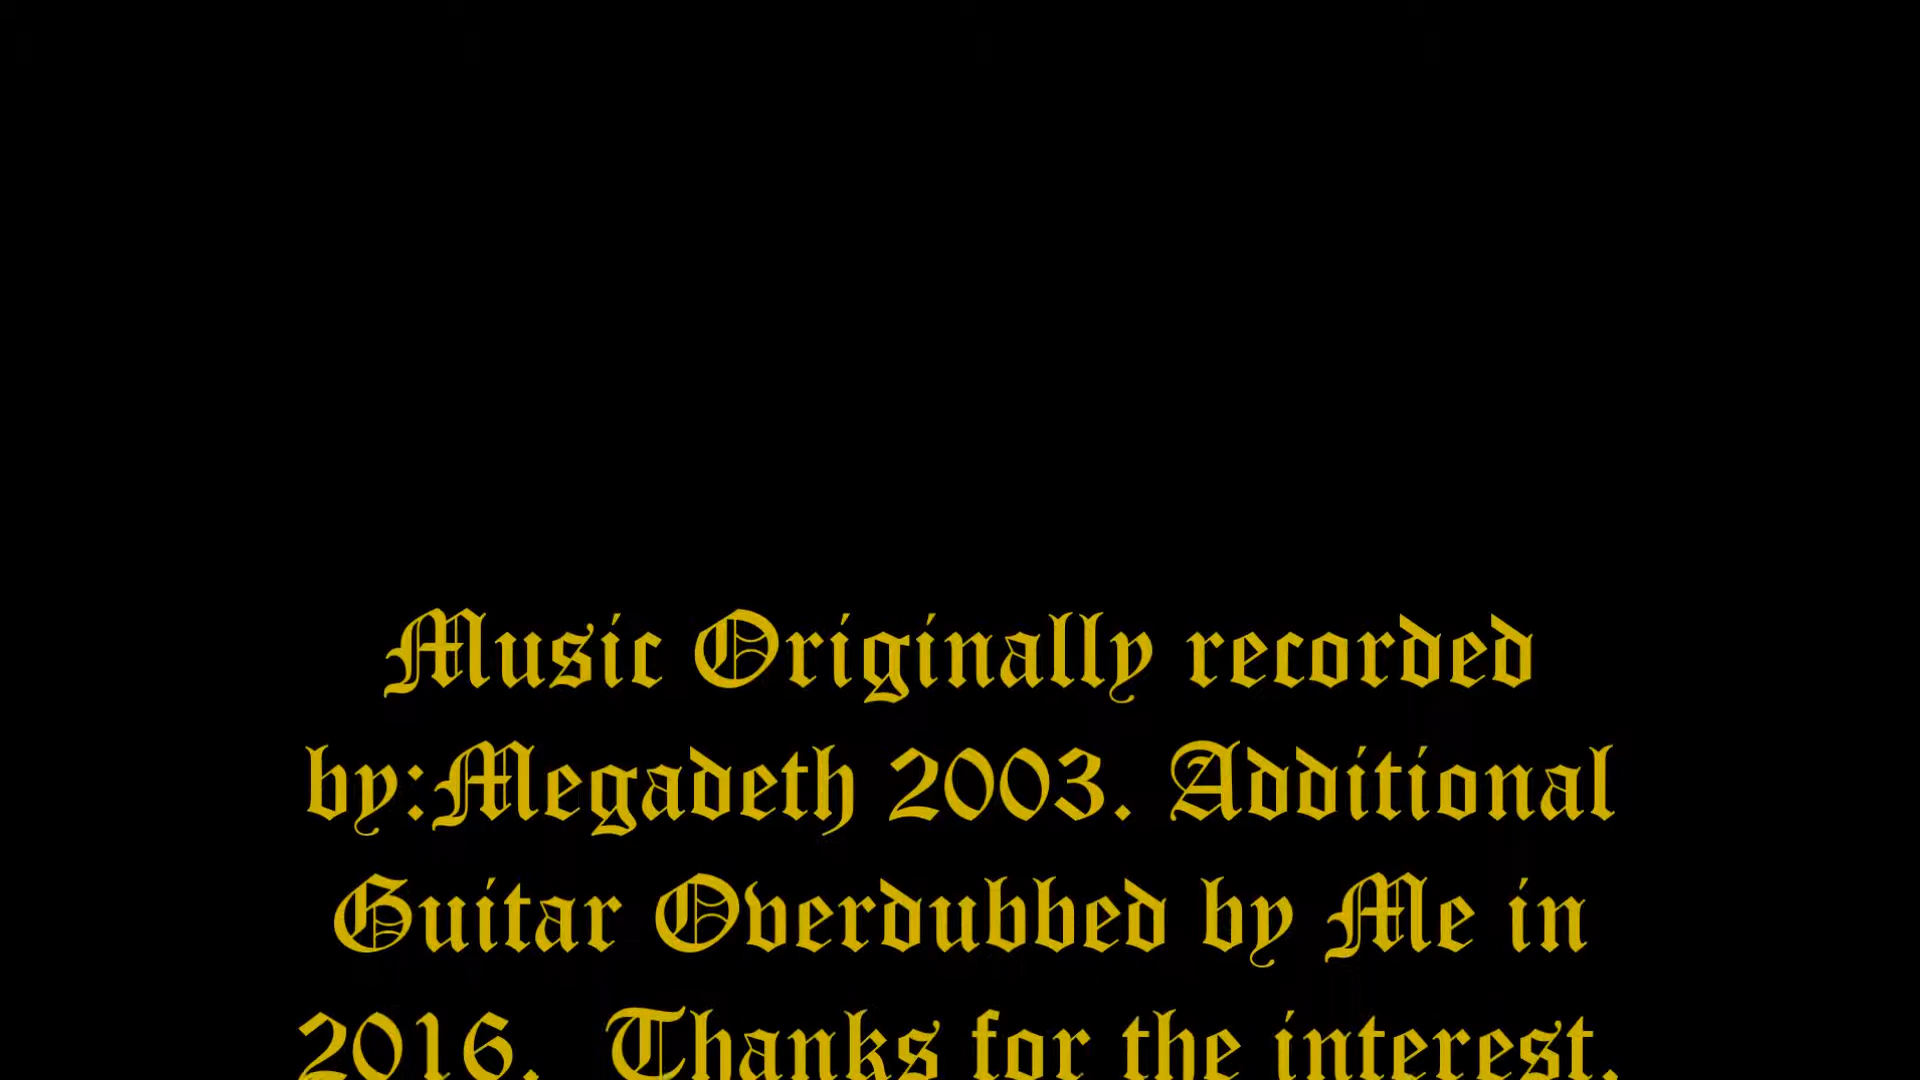 Music Originally recorded
by:Megadeth 2003. Additional
Guitar Overdubbed by Me in
2016.  Thanks for the interest.